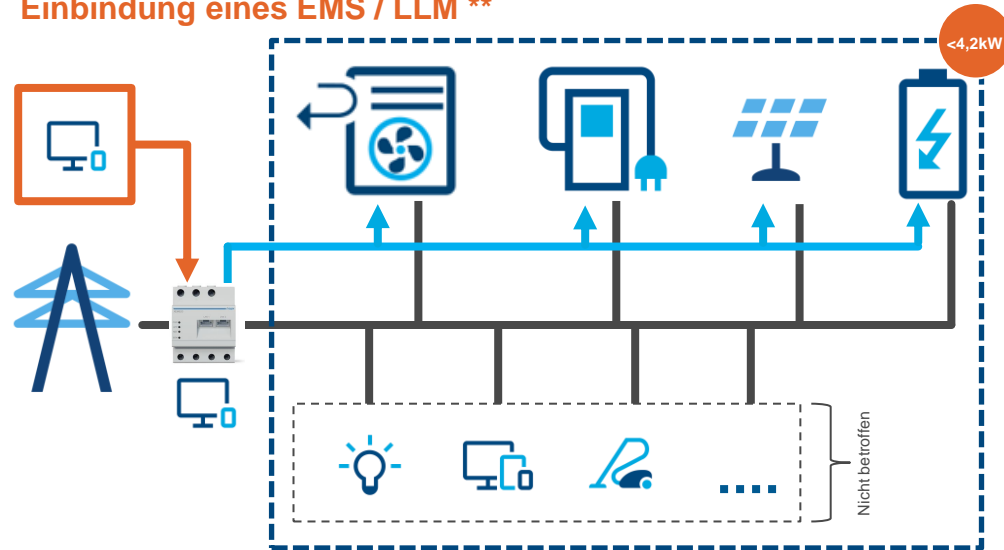 Einbindung eines EMS / LLM **
<4,2kW
Nicht betroffen